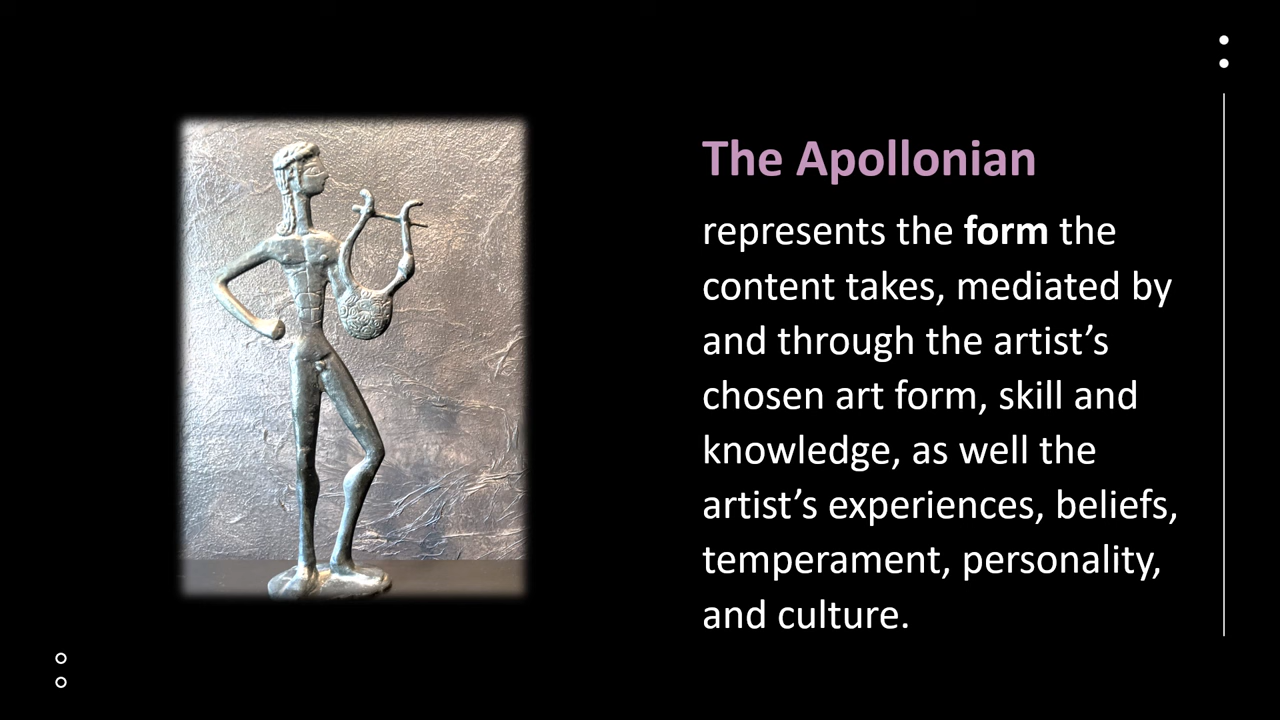 The Apollonian
represents the form the
content takes, mediated by
and through the artist’s
chosen art form, skill and
knowledge, as well the
artist’s experiences, beliefs,
temperament, personality,
and culture.